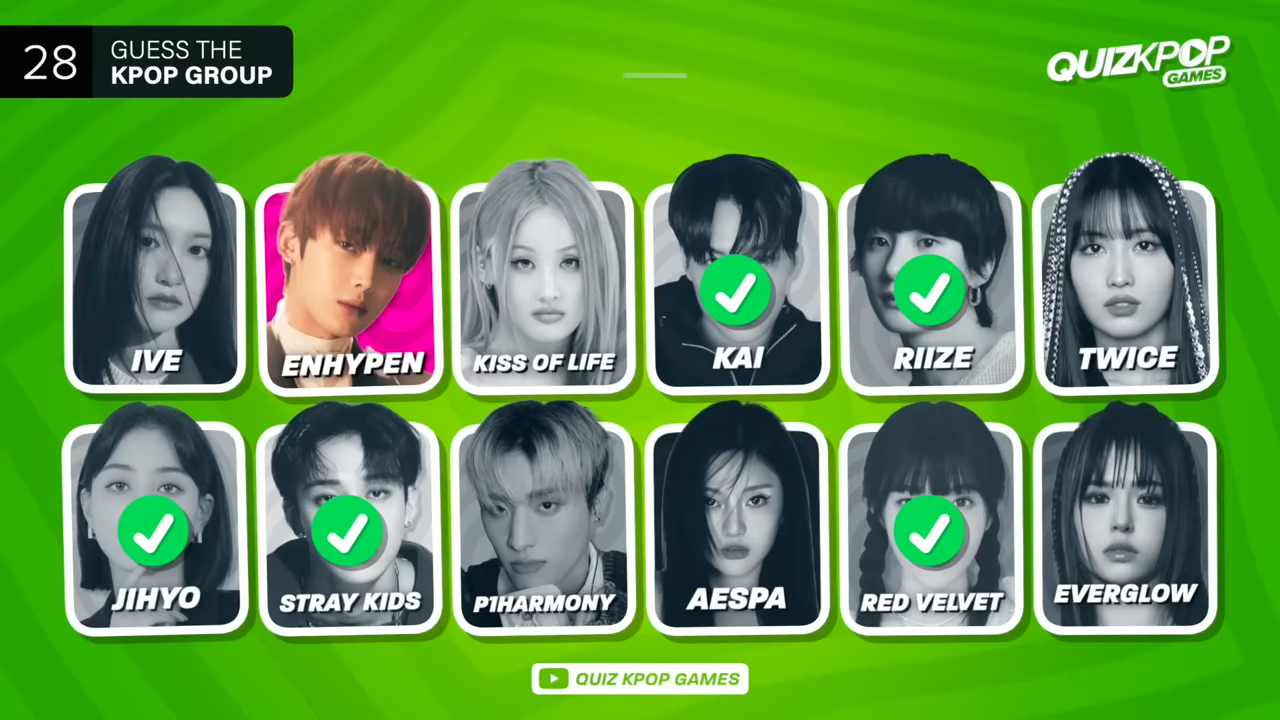 28
GUESS THE
KPOP GROUP
QUIZKPOP
GAMES
IVE
ENHYPEN
KISS OF LIFE
KAI
RIIZE
TWICE
JIHYO
STRAY KIDS
P1HARMONY
AESPA
RED VELVET
EVERGLOW
QUIZ KPOP GAMES